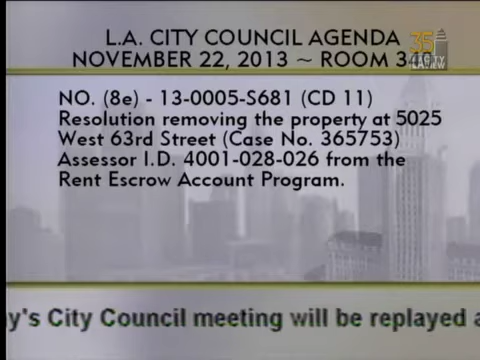 L.A. CITY COUNCIL AGENDA
35
NOVEMBER 22, 2013 ~ ROOM 340
NO. (8e) - 13-0005-S681 (CD 11)
Resolution removing the property at 5025
West 63rd Street (Case No. 365753)
Assessor I.D. 4001-028-026 from the
Rent Escrow Account Program.
y's City Council meeting will be replayed a